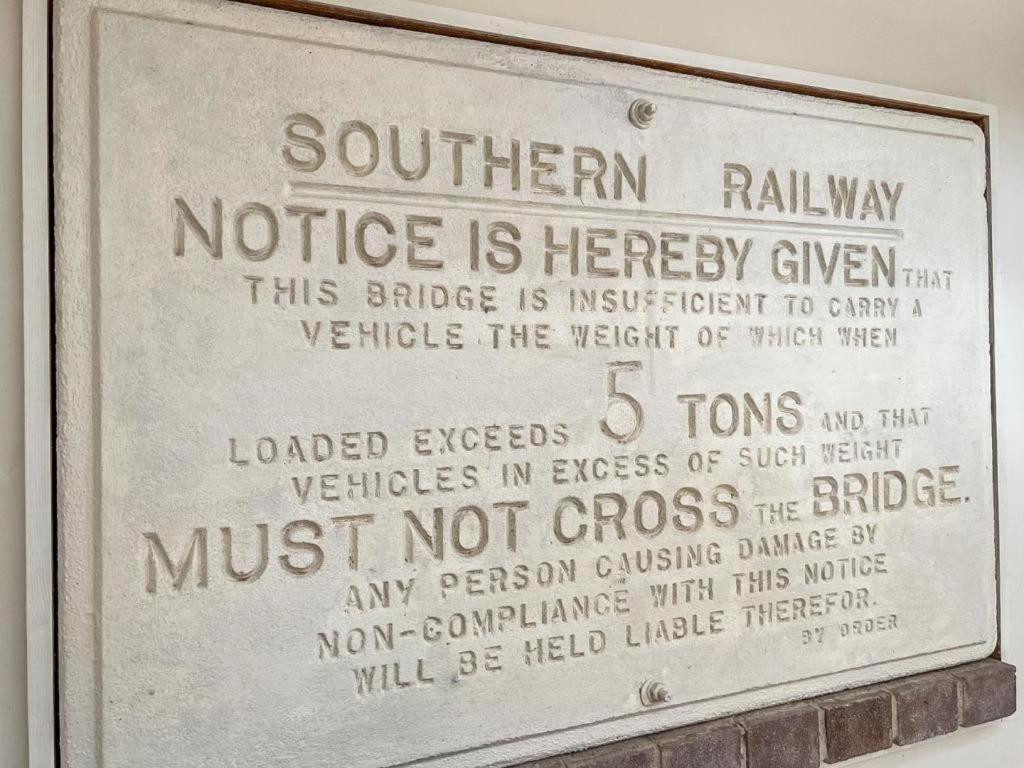 SOUTHERN RAILWAY
NOTICE IS HEREBY GIVEN THAT
THIS BRIDGE IS INSUFFICIENT TO CARRY A
VEHICLE THE WEIGHT OF WHICH WHEN
LOADED EXCEEDS 5 TONS AND THAT
VEHICLES IN EXCESS OF SUCH WEIGHT
MUST NOT CROSS THE BRIDGE.
ANY PERSON CAUSING DAMAGE BY
NON-COMPLIANCE WITH THIS NOTICE
WILL BE HELD LIABLE THEREFOR.
BY ORDER